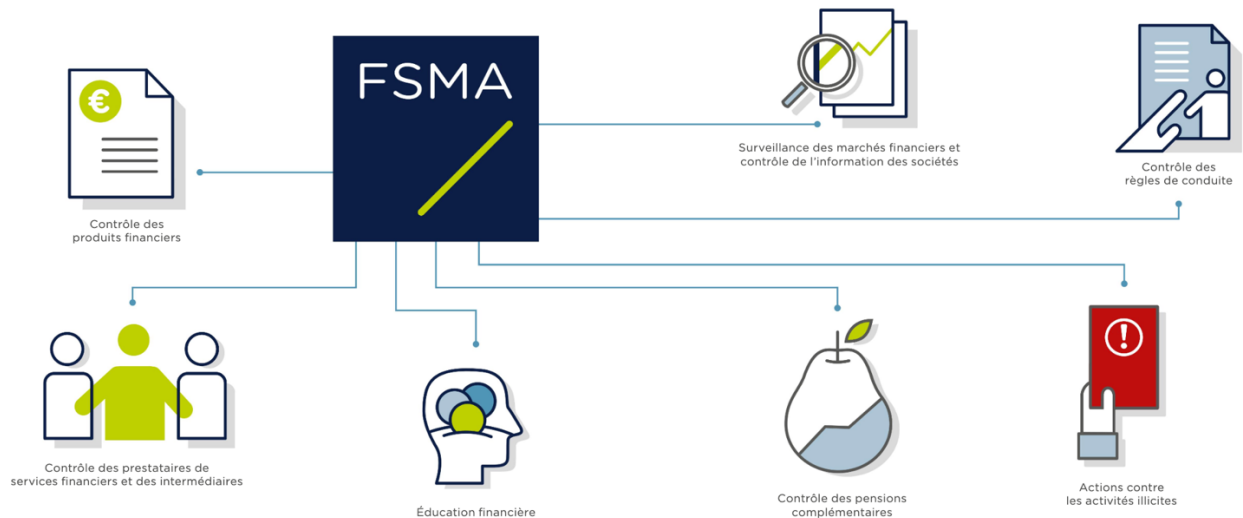 FSMA
€
Surveillance des marchés financiers et
contrôle de l'information des sociétés
Contrôle des
règles de conduite
Contrôle des
produits financiers
!
Contrôle des prestataires de
services financiers et des intermédiaires
Éducation financière
Contrôle des pensions
complémentaires
Actions contre
les activités illicites